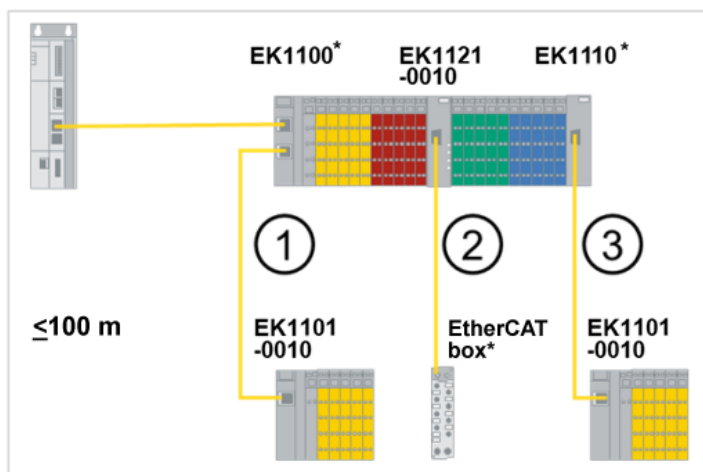 EK1100*
EK1121
-0010
EK1110*
1
2
3
≤100 m
EK1101
-0010
EtherCAT
box*
EK1101
-0010